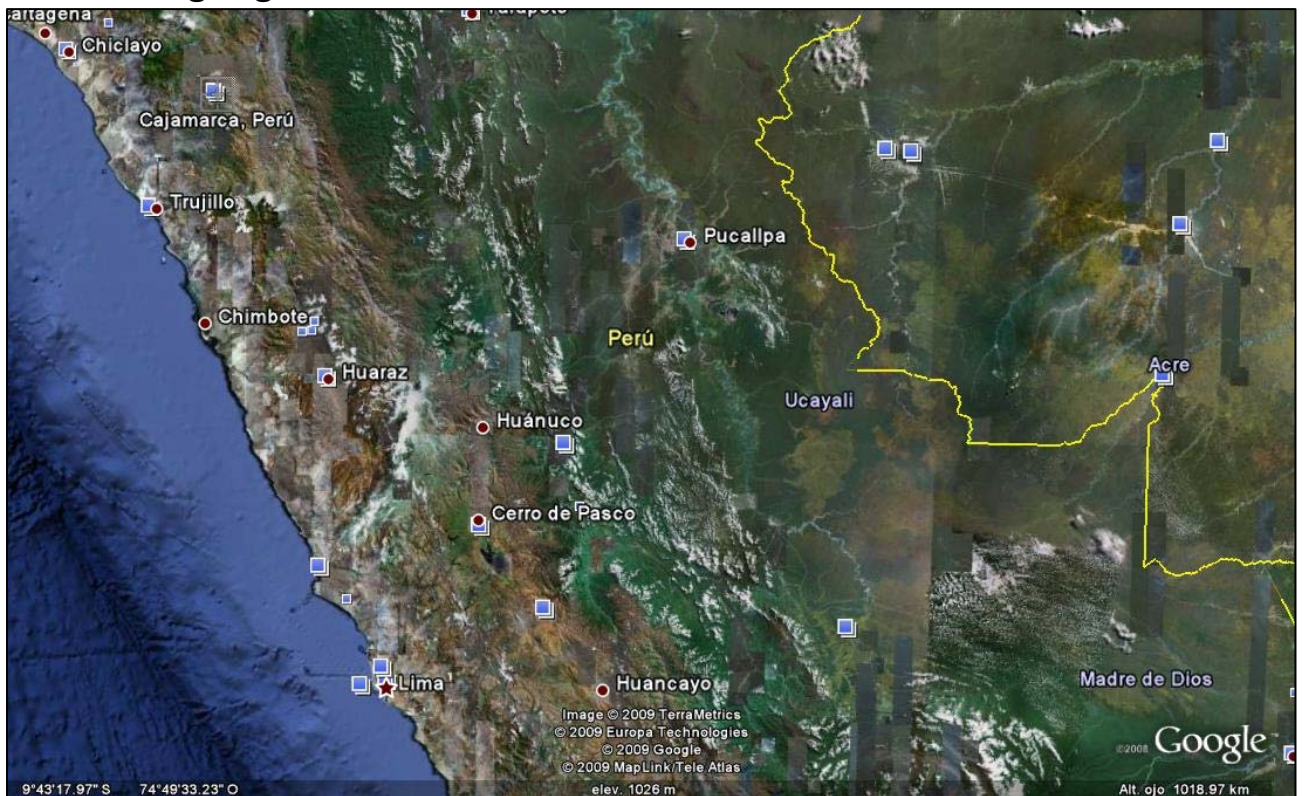 Cartagena
Chiclayo
Cajamarca, Perú
Trujillo
Pucallpa
Chimbote
Perú
Huaraz
Acre
Ucayali
Huánuco
Cerro de Pasco
Lima
Huancayo
Madre de Dios
Image © 2009 TerraMetrics
© 2009 Europa Technologies
© 2009 Google
© 2009 MapLink/Tele Atlas
©2008 Google
9°43'17.97" S 74°49'33.23" O elev. 1026 m Alt. ojo 1018.97 km